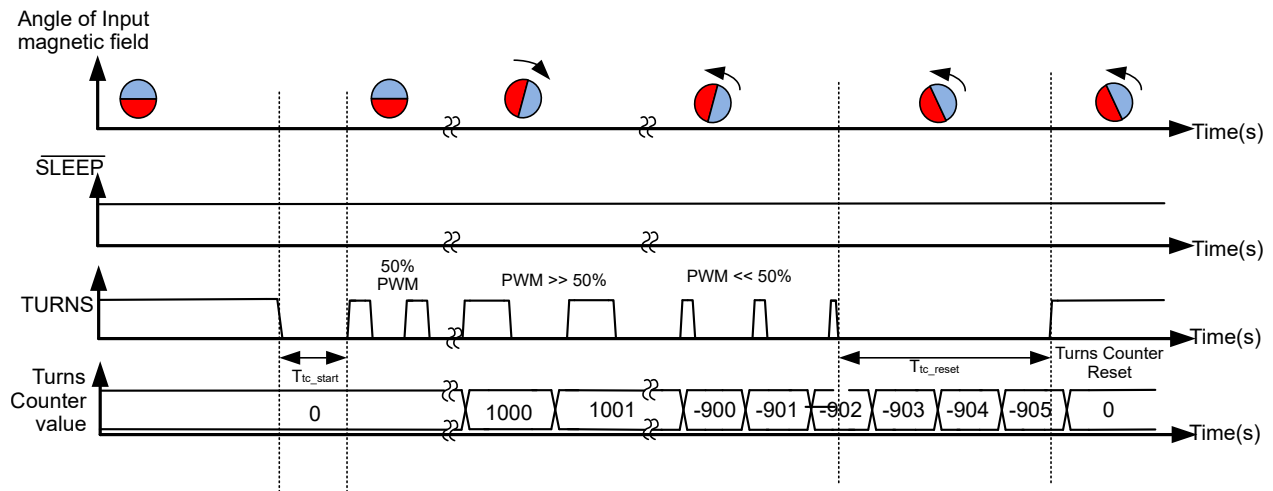 Angle of Input
magnetic field
Time(s)
SLEEP
Time(s)
50%
PWM
PWM >> 50%
PWM << 50%
TURNS
Time(s)
Ttc_start
Ttc_reset
Turns Counter
Reset
Turns
Counter
value
0
1000
1001
-900
-901
-902
-903
-904
-905
0
Time(s)